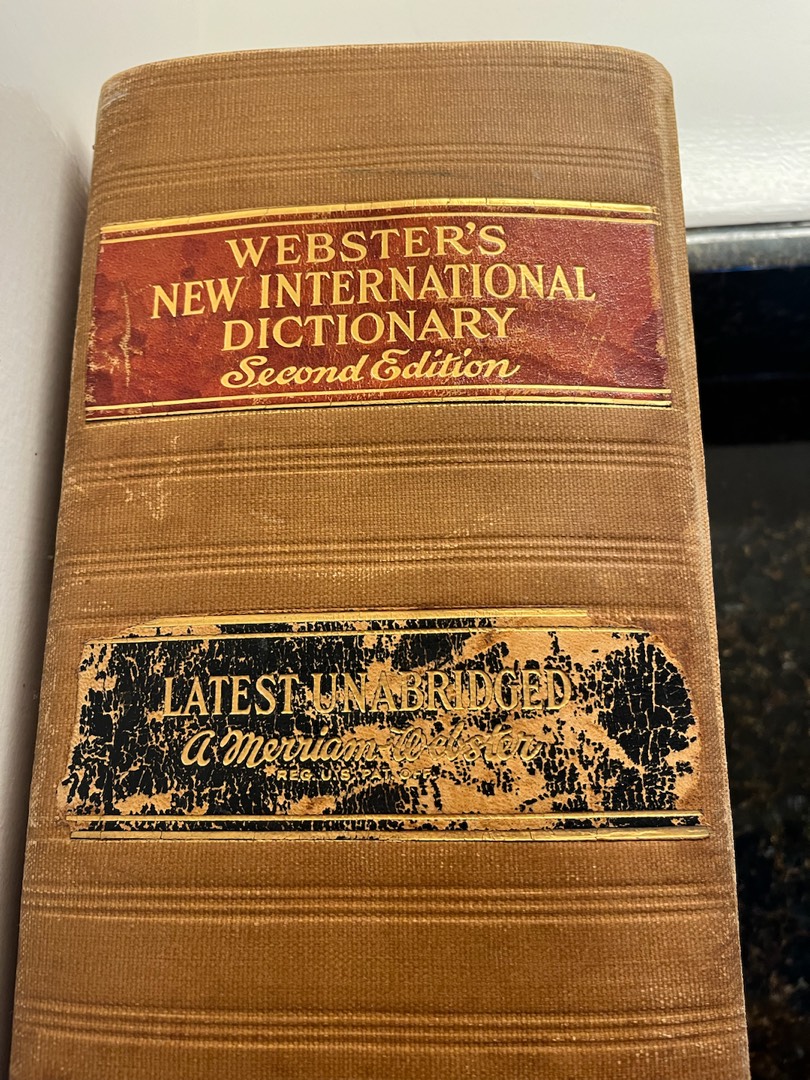 WEBSTER'S
NEW INTERNATIONAL
DICTIONARY
Second Edition
LATEST UNABRIDGED
A Merriam-Webster
REG. U.S. PAT. OFF.